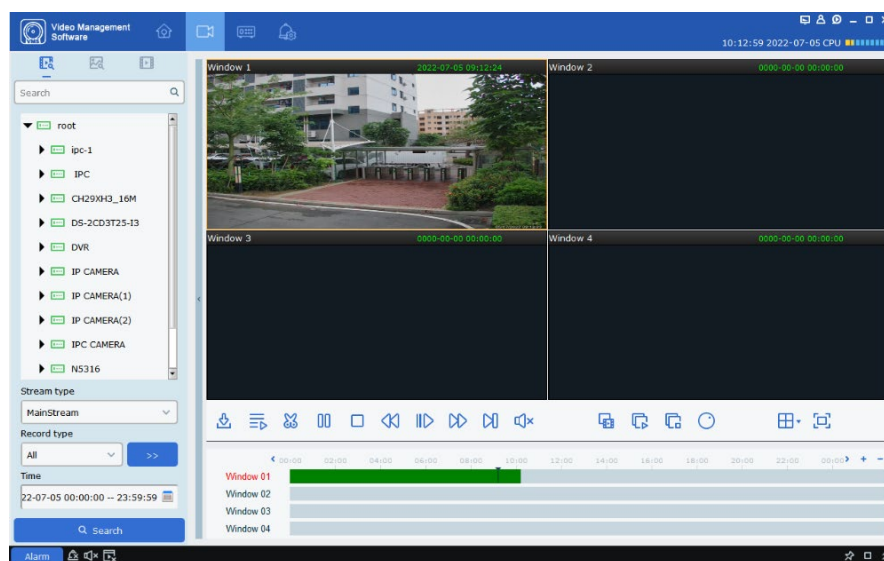 Video Management
Software
10:12:59 2022-07-05 CPU
Search
root
ipc-1
IPC
CH29XH3_16M
DS-2CD3T25-I3
DVR
IP CAMERA
IP CAMERA(1)
IP CAMERA(2)
IPC CAMERA
N5316
Stream type
MainStream
Record type
All
>>
Time
22-07-05 00:00:00 -- 23:59:59
Search
Alarm
Window 1 2022-07-05 09:12:24
Window 2 0000-00-00 00:00:00
Window 3 0000-00-00 00:00:00
Window 4 0000-00-00 00:00:00
00:00 02:00 04:00 06:00 08:00 10:00 12:00 14:00 16:00 18:00 20:00 22:00 00:00
Window 01
Window 02
Window 03
Window 04